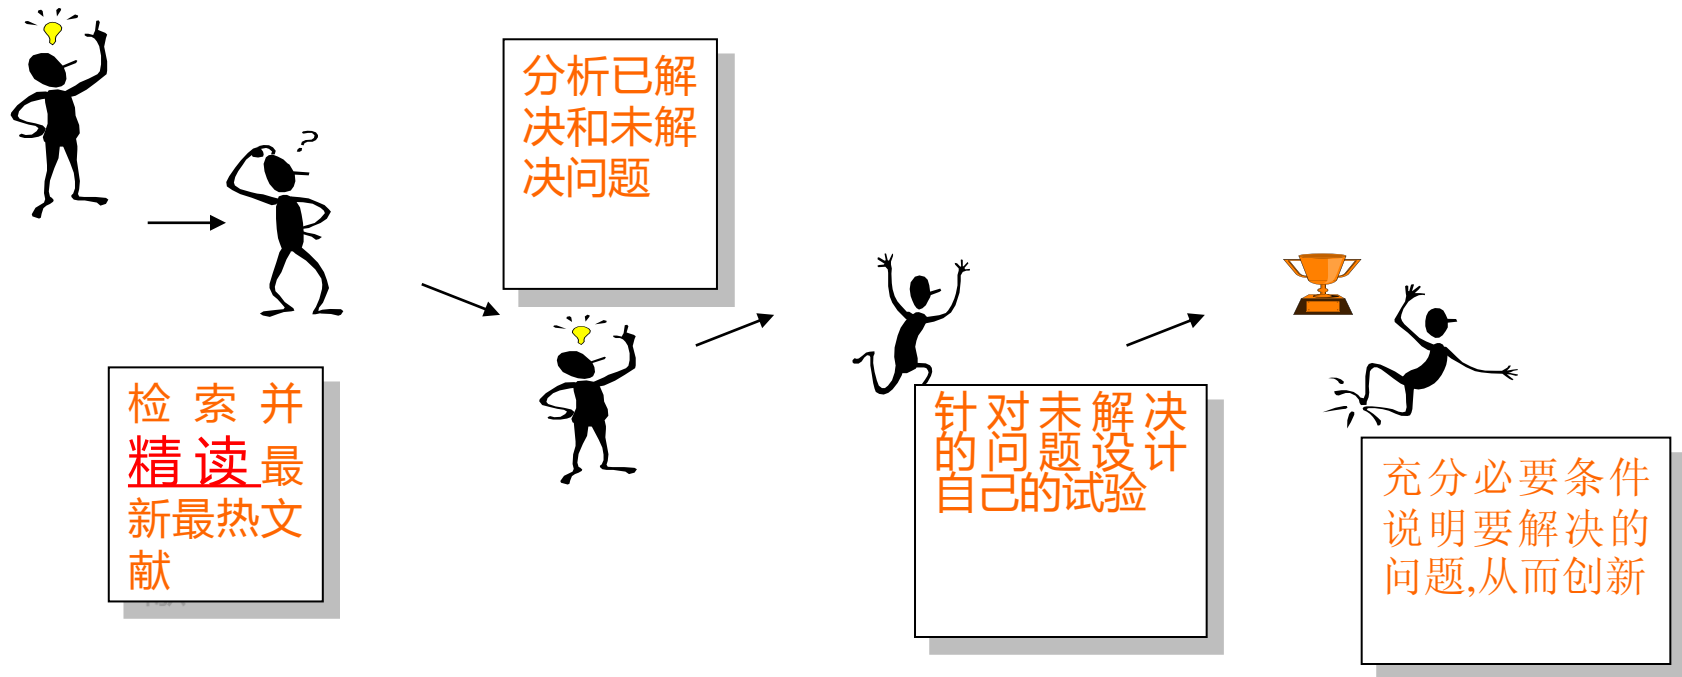 ?
分析已解
决和未解
决问题
检索并
精读最
新最热文
献
针对未解决
的问题设计
自己的试验
充分必要条件
说明要解决的
问题,从而创新